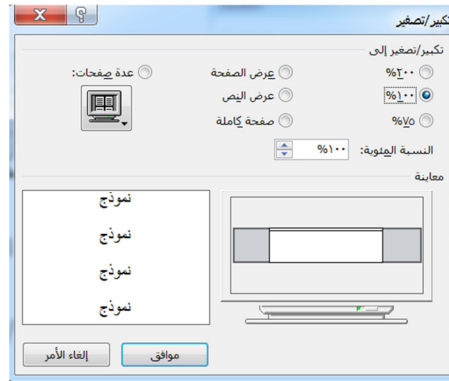 تكبير/تصغير
تكبير/تصغير إلى
%٢٠٠
عرض الصفحة
عدة صفحات:
%١٠٠
عرض النص
%٧٥
صفحة كاملة
النسبة المئوية:
%١٠٠
معاينة
نموذج
نموذج
نموذج
نموذج
موافق
إلغاء الأمر